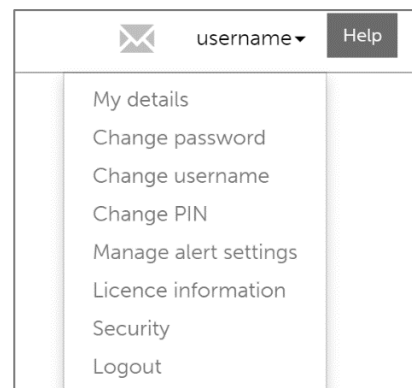 username
Help
My details
Change password
Change username
Change PIN
Manage alert settings
Licence information
Security
Logout